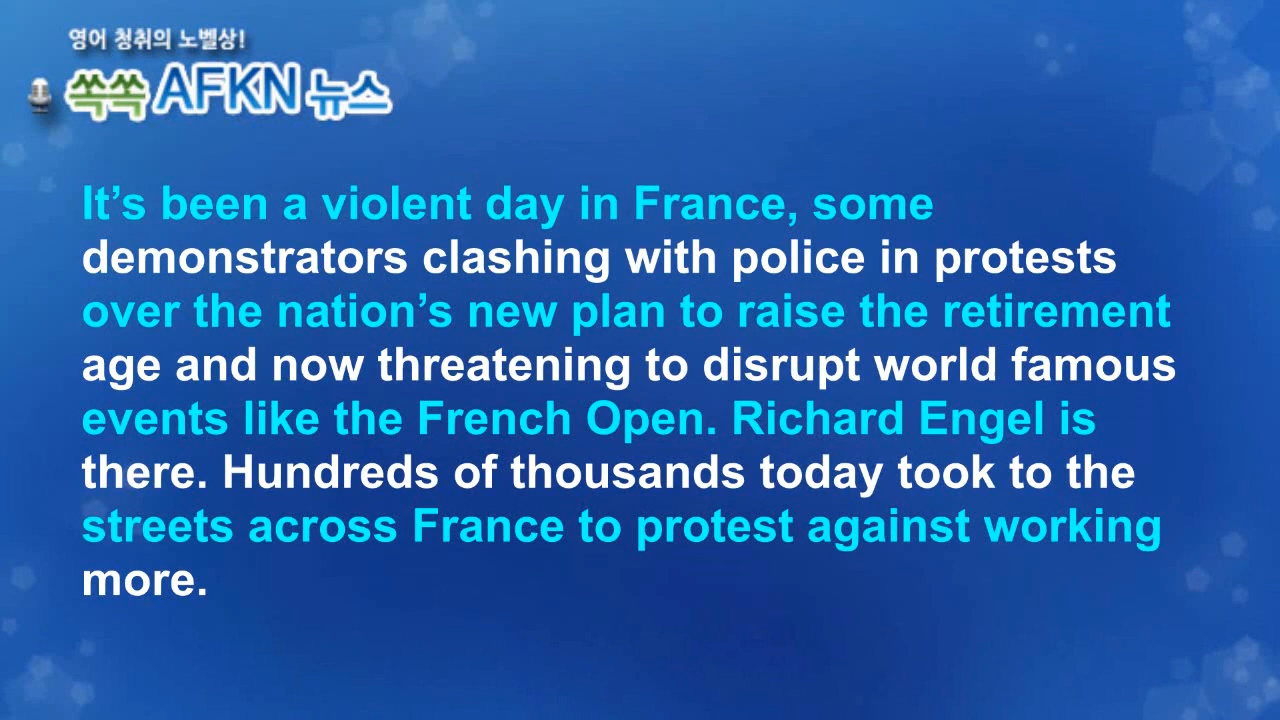 영어 청취의 노벨상!
쏙쏙 AFKN 뉴스
It’s been a violent day in France, some
demonstrators clashing with police in protests
over the nation’s new plan to raise the retirement
age and now threatening to disrupt world famous
events like the French Open. Richard Engel is
there. Hundreds of thousands today took to the
streets across France to protest against working
more.